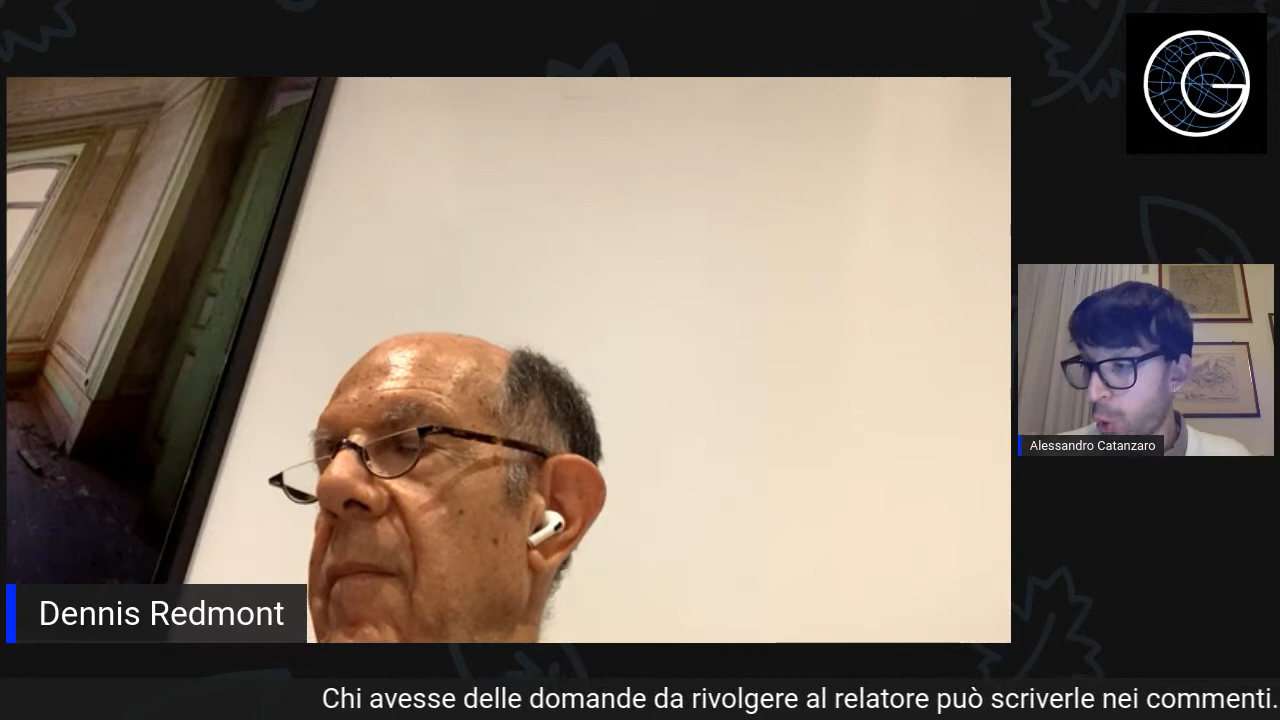 Alessandro Catanzaro
Dennis Redmont
Chi avesse delle domande da rivolgere al relatore può scriverle nei commenti.